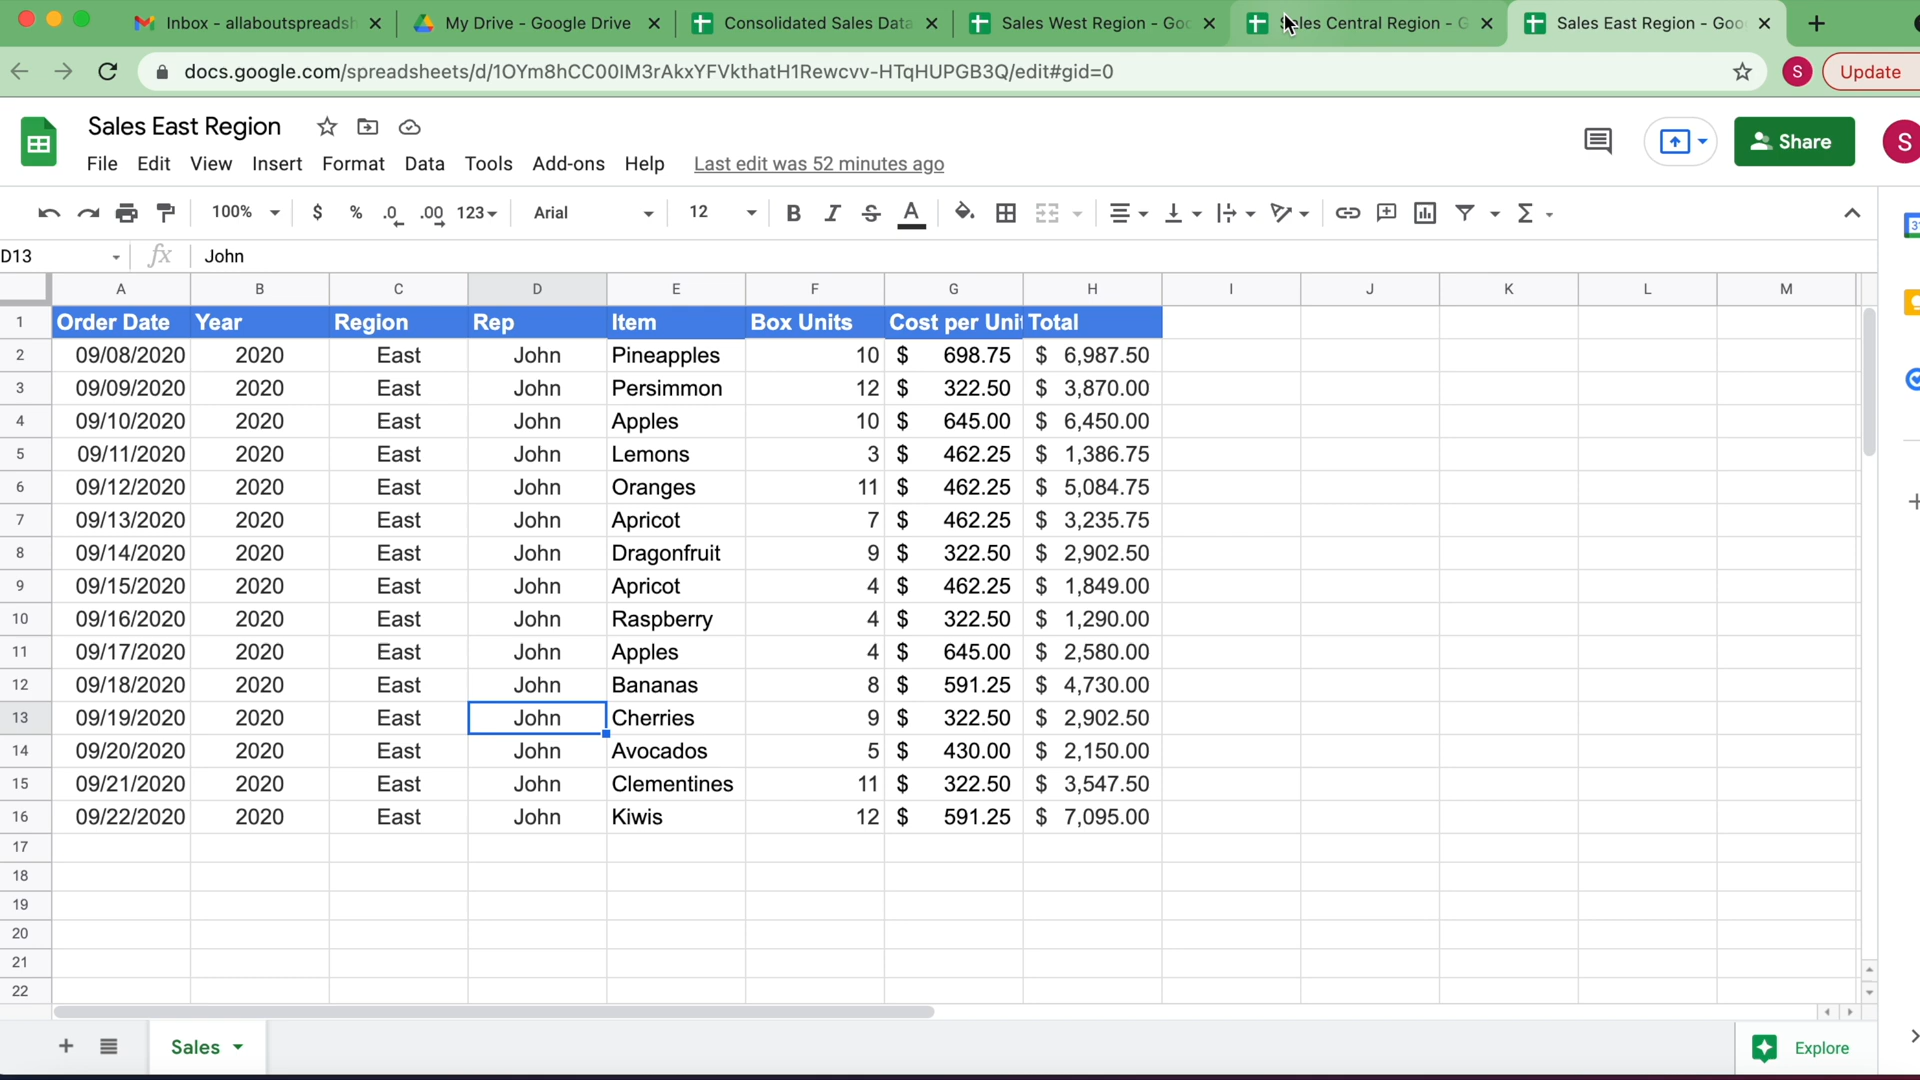 Inbox - allaboutspreadsh
My Drive - Google Drive
Consolidated Sales Data
Sales West Region - Goo
les Central Region - G
Sales East Region - Goo
docs.google.com/spreadsheets/d/1OYm8hCC00IM3rAkxYFVkthatH1Rewcvv-HTqHUPGB3Q/edit#gid=0
S
Update
Sales East Region
File Edit View Insert Format Data Tools Add-ons Help Last edit was 52 minutes ago
Share
S
100% $ % .0 .00 123 Arial 12 B I S A Σ
D13 fx John
A B C D E F G H I J K L M
1 Order Date Year Region Rep Item Box Units Cost per Unit Total
2 09/08/2020 2020 East John Pineapples 10 $ 698.75 $ 6,987.50
3 09/09/2020 2020 East John Persimmon 12 $ 322.50 $ 3,870.00
4 09/10/2020 2020 East John Apples 10 $ 645.00 $ 6,450.00
5 09/11/2020 2020 East John Lemons 3 $ 462.25 $ 1,386.75
6 09/12/2020 2020 East John Oranges 11 $ 462.25 $ 5,084.75
7 09/13/2020 2020 East John Apricot 7 $ 462.25 $ 3,235.75
8 09/14/2020 2020 East John Dragonfruit 9 $ 322.50 $ 2,902.50
9 09/15/2020 2020 East John Apricot 4 $ 462.25 $ 1,849.00
10 09/16/2020 2020 East John Raspberry 4 $ 322.50 $ 1,290.00
11 09/17/2020 2020 East John Apples 4 $ 645.00 $ 2,580.00
12 09/18/2020 2020 East John Bananas 8 $ 591.25 $ 4,730.00
13 09/19/2020 2020 East John Cherries 9 $ 322.50 $ 2,902.50
14 09/20/2020 2020 East John Avocados 5 $ 430.00 $ 2,150.00
15 09/21/2020 2020 East John Clementines 11 $ 322.50 $ 3,547.50
16 09/22/2020 2020 East John Kiwis 12 $ 591.25 $ 7,095.00
17
18
19
20
21
22
Sales
Explore